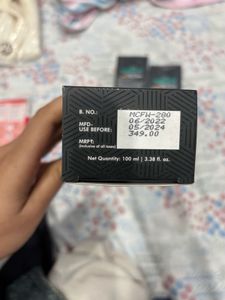 B. NO.: MCFW-280
MFD- 06/2022
USE BEFORE: 05/2024
MRP₹: 349.00
(Inclusive of all taxes)
Net Quantity: 100 ml | 3.38 fl. oz.